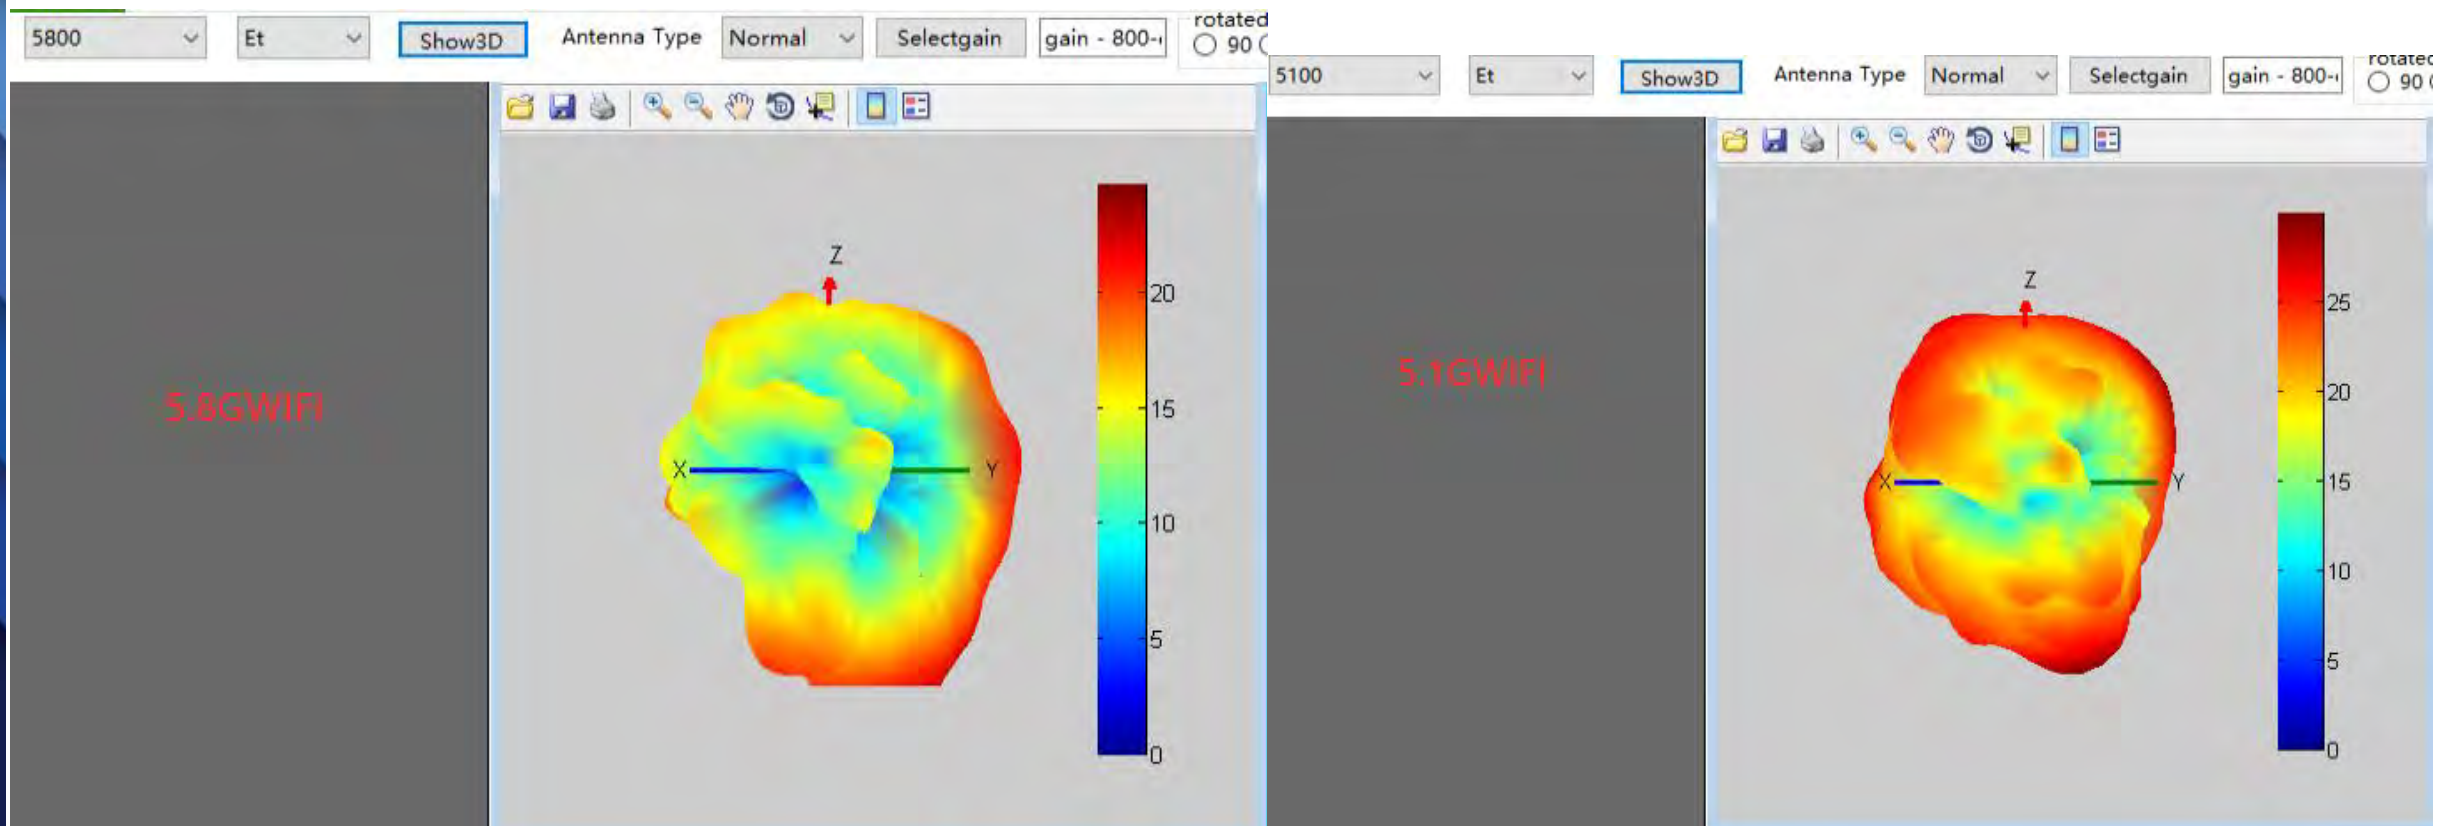 5800 Et Show3D Antenna Type Normal Selectgain gain - 800- rotated
90
5.8GWIFI
Z
X Y
20
15
10
5
0
5100 Et Show3D Antenna Type Normal Selectgain gain - 800- rotated
90
5.1GWIFI
Z
X Y
25
20
15
10
5
0